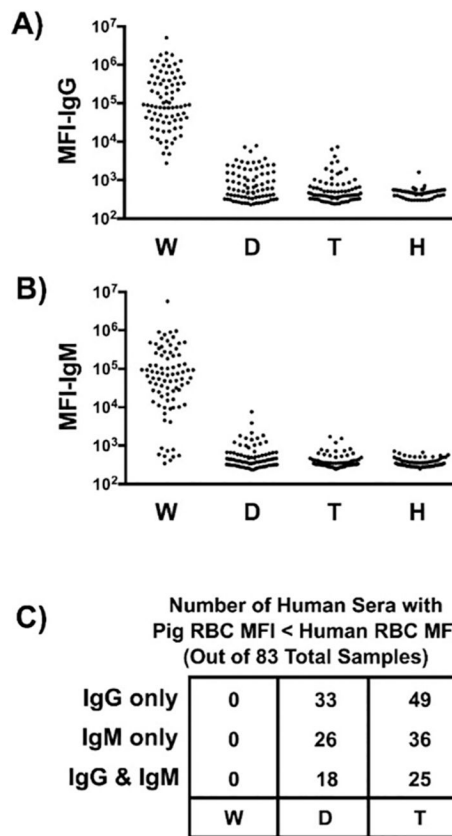 A)
MFI-IgG
10^7
10^6
10^5
10^4
10^3
10^2
W D T H
B)
MFI-IgM
10^7
10^6
10^5
10^4
10^3
10^2
W D T H
C)
Number of Human Sera with
Pig RBC MFI < Human RBC MF
(Out of 83 Total Samples)
IgG only 0 33 49
IgM only 0 26 36
IgG & IgM 0 18 25
W D T